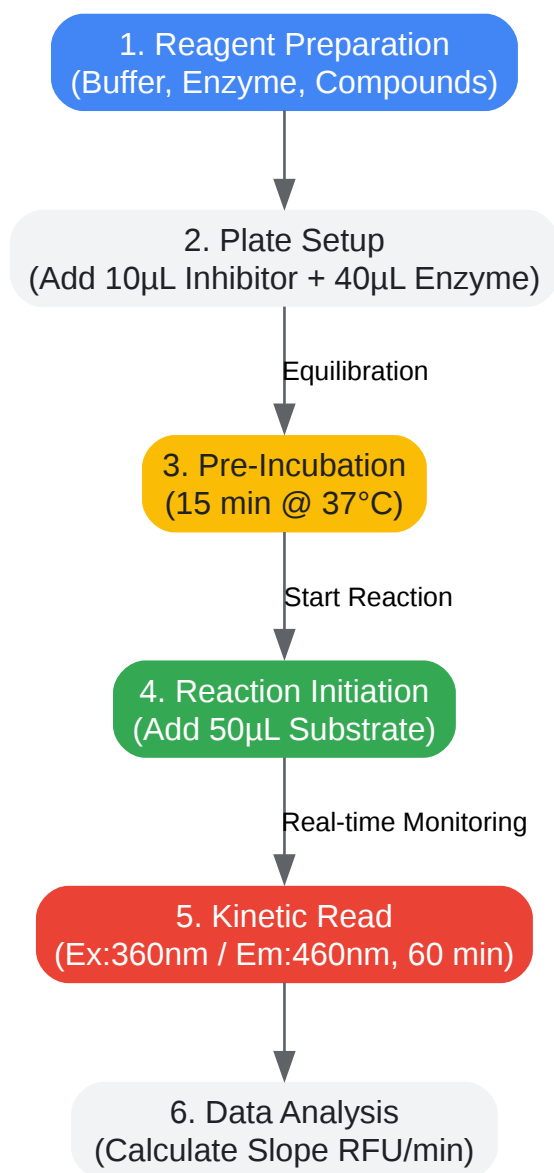 1. Reagent Preparation
(Buffer, Enzyme, Compounds)
2. Plate Setup
(Add 10µL Inhibitor + 40µL Enzyme)
Equilibration
3. Pre-Incubation
(15 min @ 37°C)
Start Reaction
4. Reaction Initiation
(Add 50µL Substrate)
Real-time Monitoring
5. Kinetic Read
(Ex:360nm / Em:460nm, 60 min)
6. Data Analysis
(Calculate Slope RFU/min)